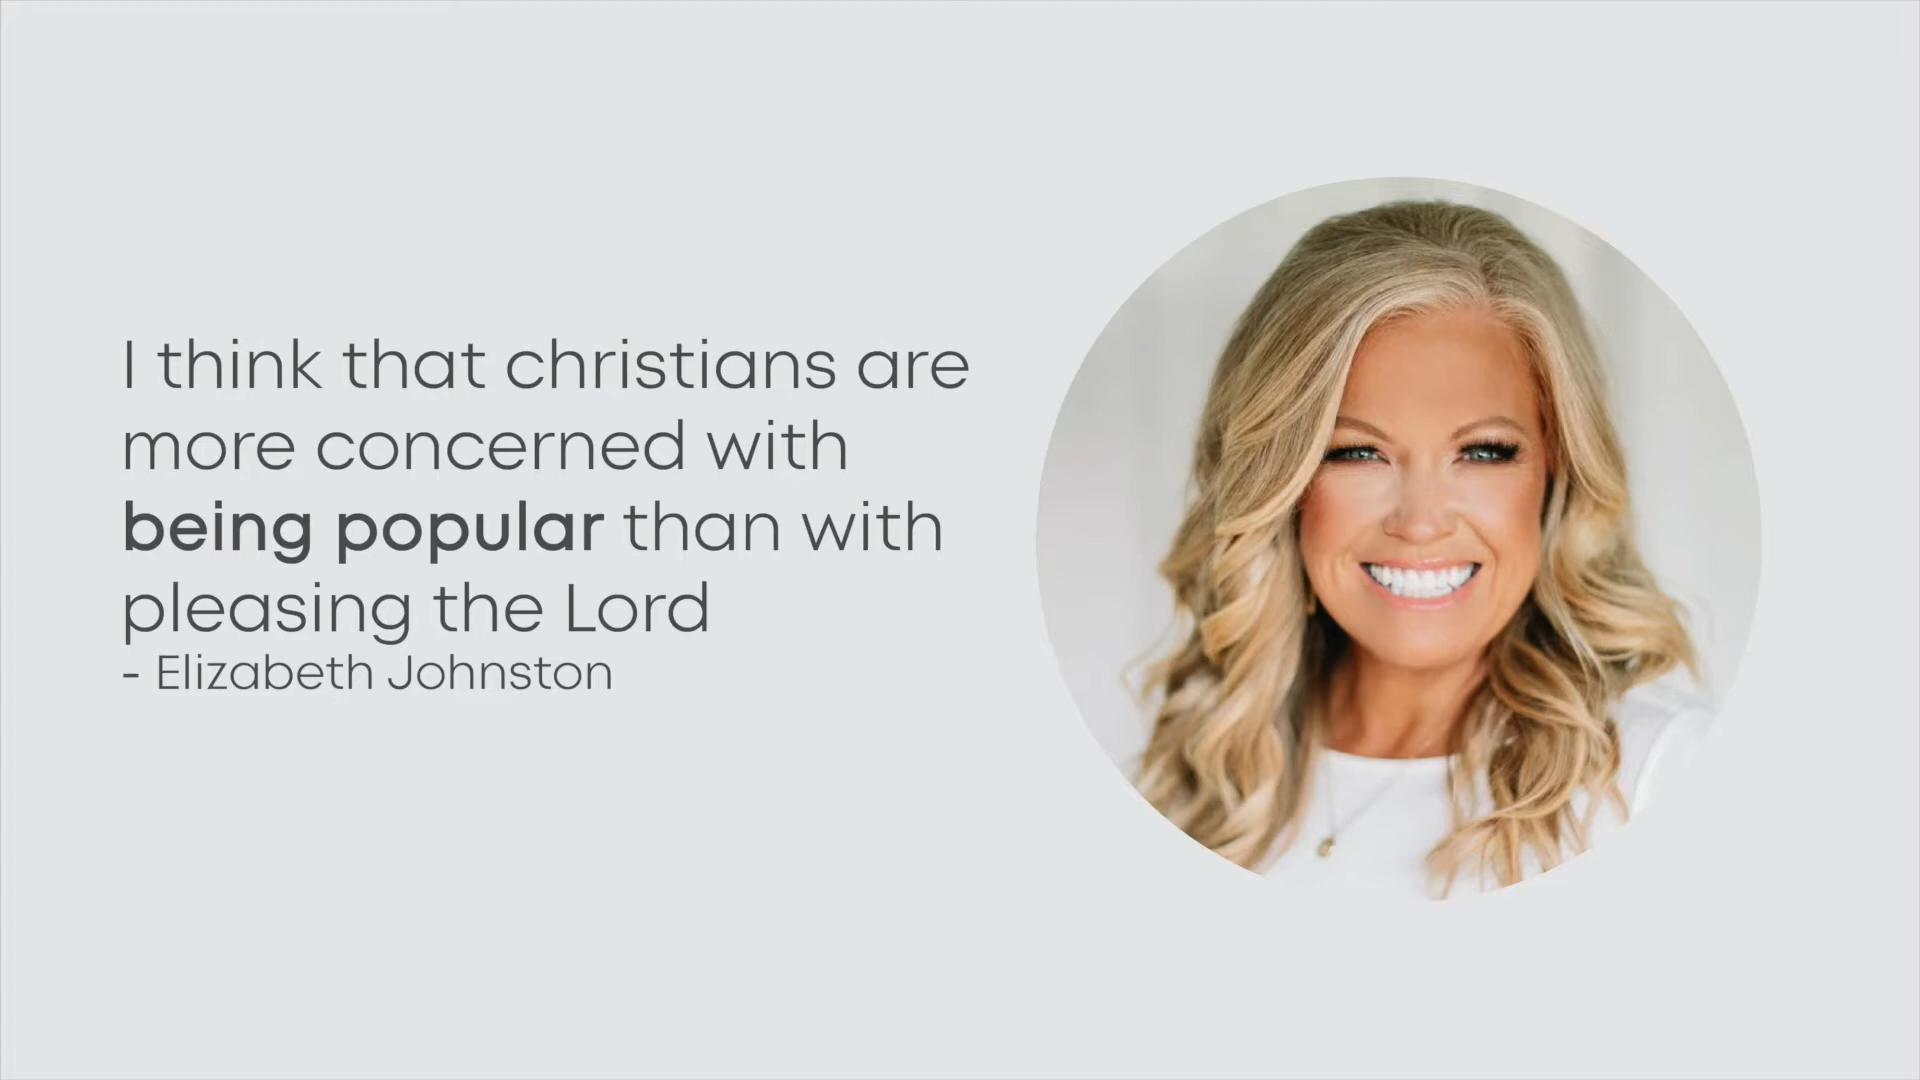 I think that christians are
more concerned with
being popular than with
pleasing the Lord
- Elizabeth Johnston